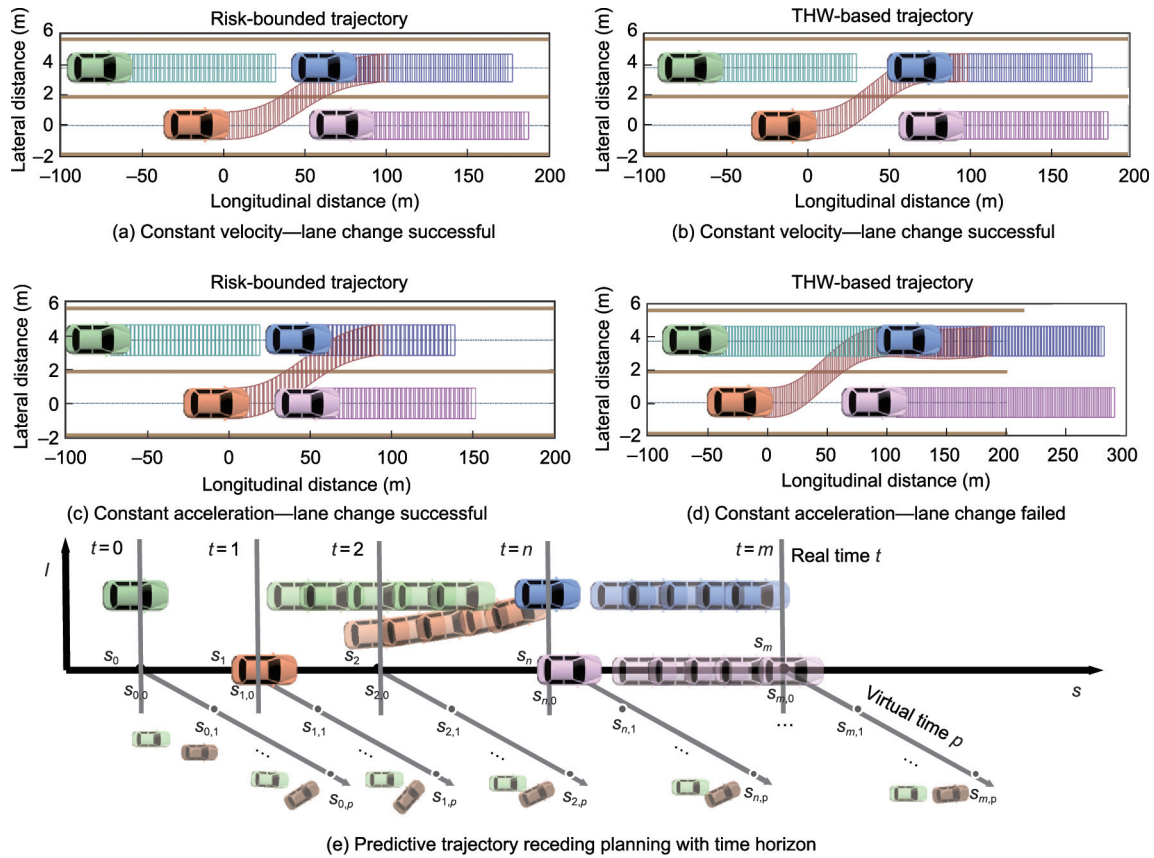 Risk-bounded trajectory
Lateral distance (m)
6
4
2
0
–2
–100 –50 0 50 100 150 200
Longitudinal distance (m)
(a) Constant velocity—lane change successful
THW-based trajectory
Lateral distance (m)
6
4
2
0
–2
–100 –50 0 50 100 150 200
Longitudinal distance (m)
(b) Constant velocity—lane change successful
Risk-bounded trajectory
Lateral distance (m)
6
4
2
0
–2
–100 –50 0 50 100 150 200
Longitudinal distance (m)
(c) Constant acceleration—lane change successful
THW-based trajectory
Lateral distance (m)
6
4
2
0
–2
–100 –50 0 50 100 150 200 250 300
Longitudinal distance (m)
(d) Constant acceleration—lane change failed
t=0 t=1 t=2 t=n t=m Real time t
l
s0 s1 s2 sn sm
s
s0,0 s1,0 s2,0 sn,0 sm,0
Virtual time p
s0,1 s1,1 s2,1 sn,1 sm,1
... ... ... ... ... ...
s0,p s1,p s2,p sn,p sm,p
(e) Predictive trajectory receding planning with time horizon